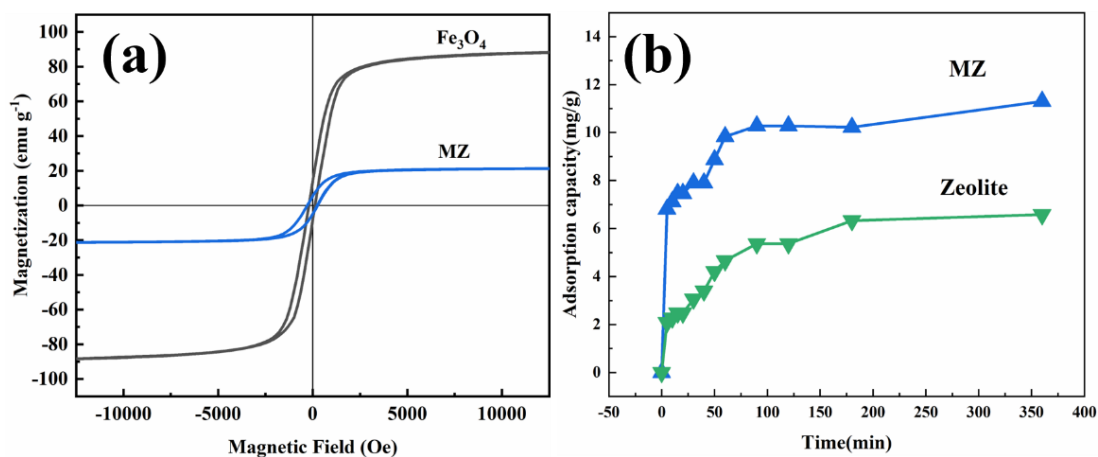 (a)
Fe₃O₄
MZ
Magnetization (emu g⁻¹)
100
80
60
40
20
0
-20
-40
-60
-80
-100
-10000 -5000 0 5000 10000
Magnetic Field (Oe)
(b)
MZ
Zeolite
Adsorption capacity(mg/g)
14
12
10
8
6
4
2
0
-50 0 50 100 150 200 250 300 350 400
Time(min)